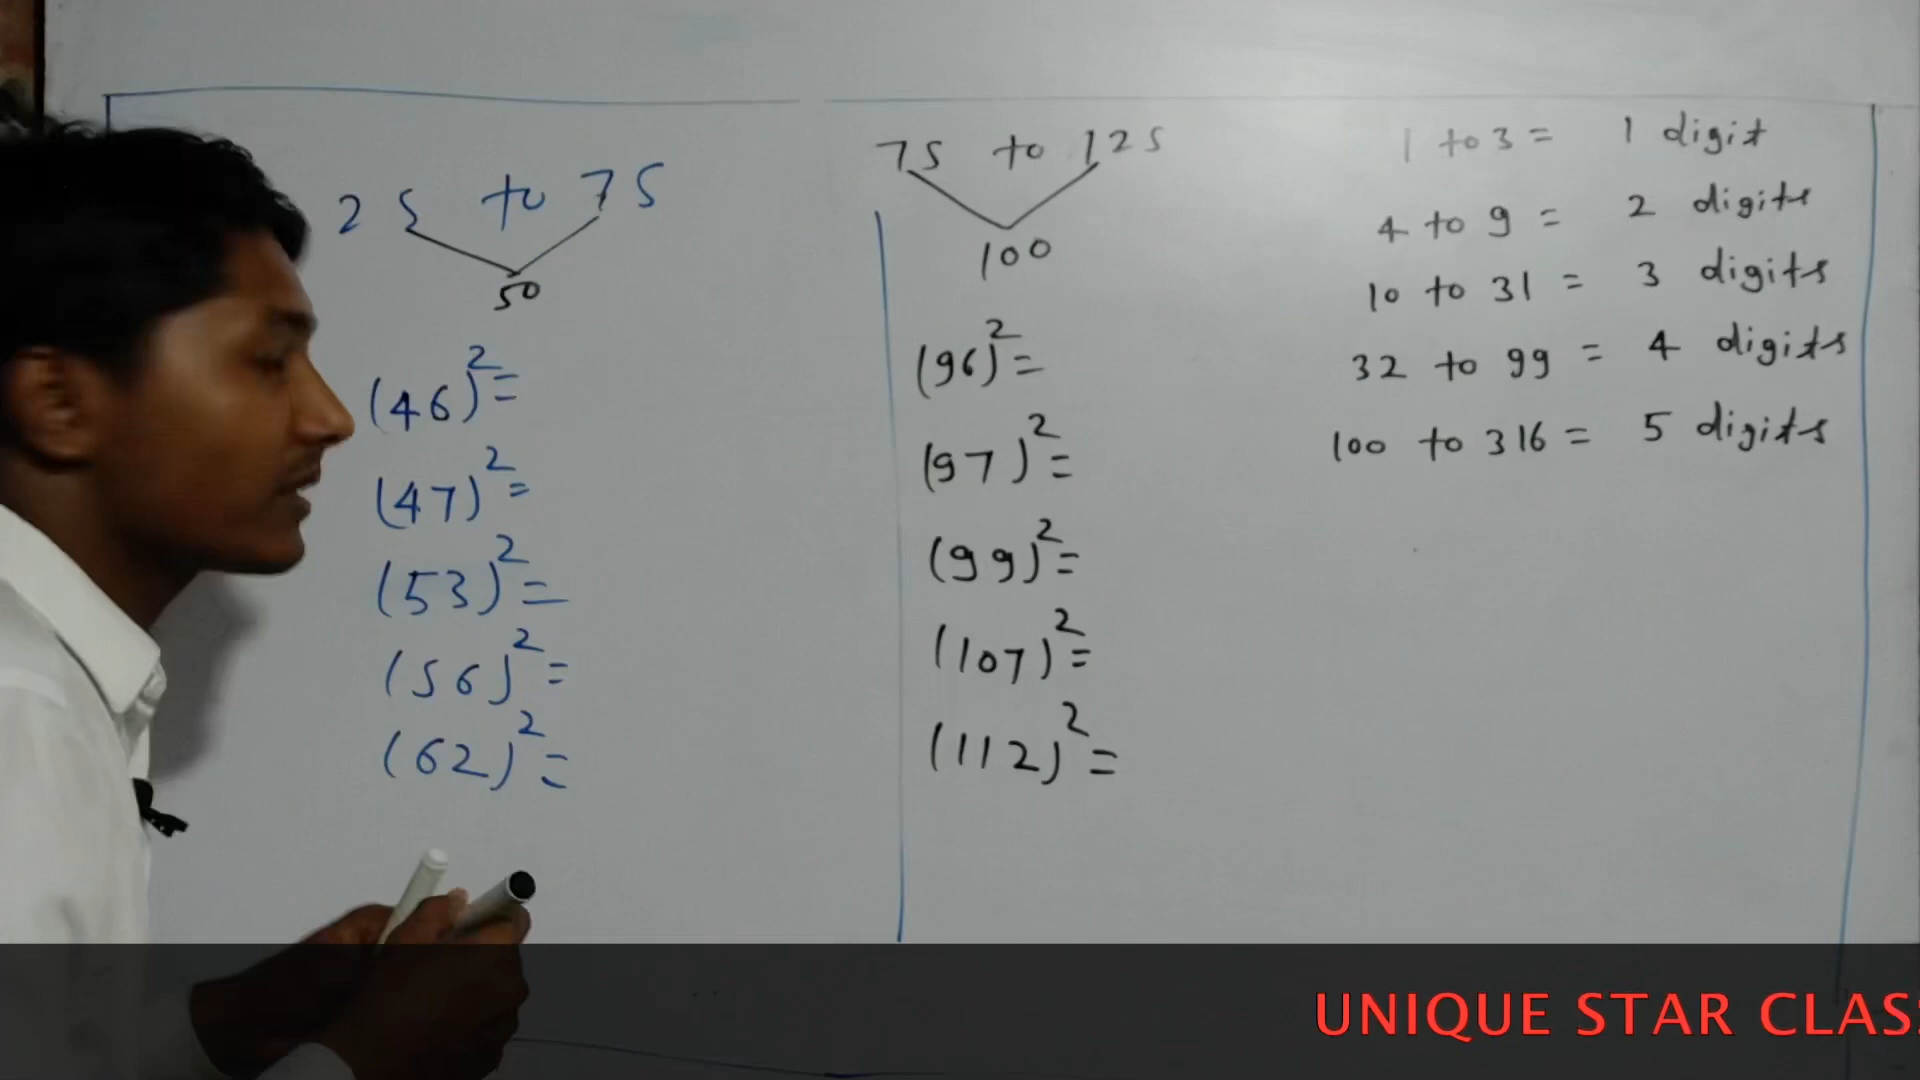 25 to 75
50
(46)²=
(47)²=
(53)²=
(56)²=
(62)²=
75 to 125
100
(96)²=
(97)²=
(99)²=
(107)²=
(112)²=
1 to 3 = 1 digit
4 to 9 = 2 digits
10 to 31 = 3 digits
32 to 99 = 4 digits
100 to 316 = 5 digits
UNIQUE STAR CLAS